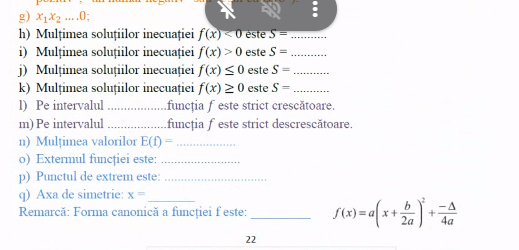 g) x₁x₂ ....0;
h) Mulțimea soluțiilor inecuației f(x) < 0 este S = ..........
i) Mulțimea soluțiilor inecuației f(x) > 0 este S = ..........
j) Mulțimea soluțiilor inecuației f(x) ≤ 0 este S = ..........
k) Mulțimea soluțiilor inecuației f(x) ≥ 0 este S = ..........
l) Pe intervalul .................funcția f este strict crescătoare.
m) Pe intervalul .................funcția f este strict descrescătoare.
n) Mulțimea valorilor E(f) = .................
o) Extermul funcției este: ......................
p) Punctul de extrem este: .............................
q) Axa de simetrie: x = ________
Remarcă: Forma canonică a funcției f este: __________ f(x)=a(x+b/2a)²+−Δ/4a
22